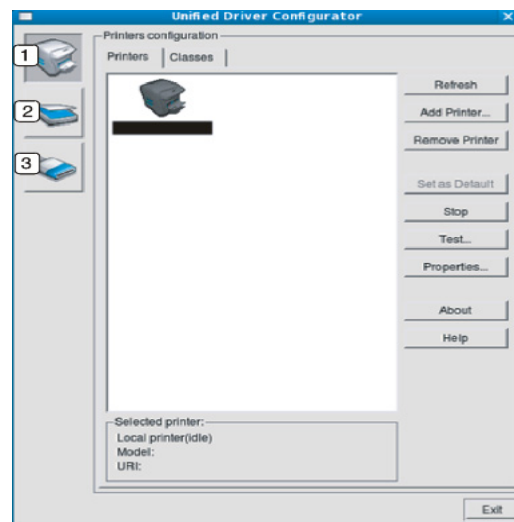 Unified Driver Configurator
1
2
3
Printers configuration
Printers
Classes
Refresh
Add Printer...
Remove Printer
Set as Default
Stop
Test...
Properties...
About
Help
Selected printer:
Local printer(idle)
Model:
URI:
Exit